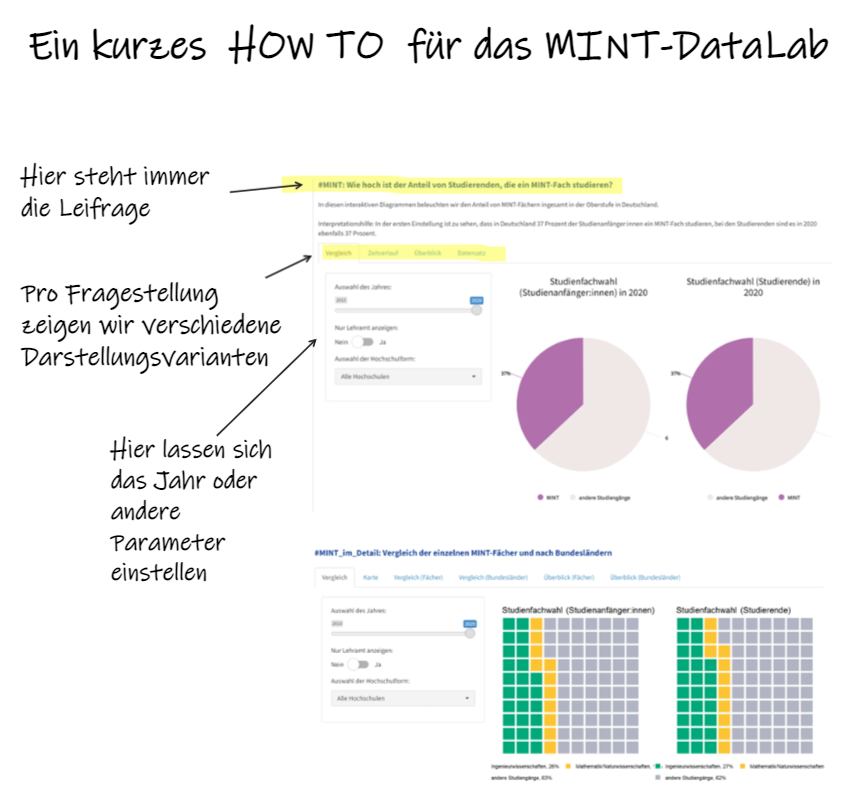 Ein kurzes HOW TO für das MINT-DataLab
Hier steht immer
die Leifrage
#MINT: Wie hoch ist der Anteil von Studierenden, die ein MINT-Fach studieren?
In diesen interaktiven Diagrammen beleuchten wir den Anteil von MINT-Fächern ingesamt in der Oberstufe in Deutschland.
Interpretationshilfe: In der ersten Einstellung ist zu sehen, dass in Deutschland 37 Prozent der Studienanfänger:innen ein MINT-Fach studieren, bei den Studierenden sind es in 2020
ebenfalls 37 Prozent.
Vergleich Zeitverlauf Überblick Datensatz
Pro Fragestellung
zeigen wir verschiedene
Darstellungsvarianten
Auswahl des Jahres:
2020
Nur Lehramt anzeigen:
Nein Ja
Auswahl der Hochschulform:
Alle Hochschulen
Studienfachwahl
(Studienanfänger:innen) in 2020
37%
MINT andere Studiengänge
Studienfachwahl (Studierende) in
2020
37%
andere Studiengänge MINT
Hier lassen sich
das Jahr oder
andere
Parameter
einstellen
#MINT_im_Detail: Vergleich der einzelnen MINT-Fächer und nach Bundesländern
Vergleich Karte Vergleich (Fächer) Vergleich (Bundesländer) Überblick (Fächer) Überblick (Bundesländer)
Auswahl des Jahres:
2020
Nur Lehramt anzeigen:
Nein Ja
Auswahl der Hochschulform:
Alle Hochschulen
Studienfachwahl (Studienanfänger:innen)
Ingenieurwissenschaften, 26% Mathematik/Naturwissenschaften,
andere Studiengänge, 63%
Studienfachwahl (Studierende)
Ingenieurwissenschaften, 27% Mathematik/Naturwissenschaften
andere Studiengänge, 62%